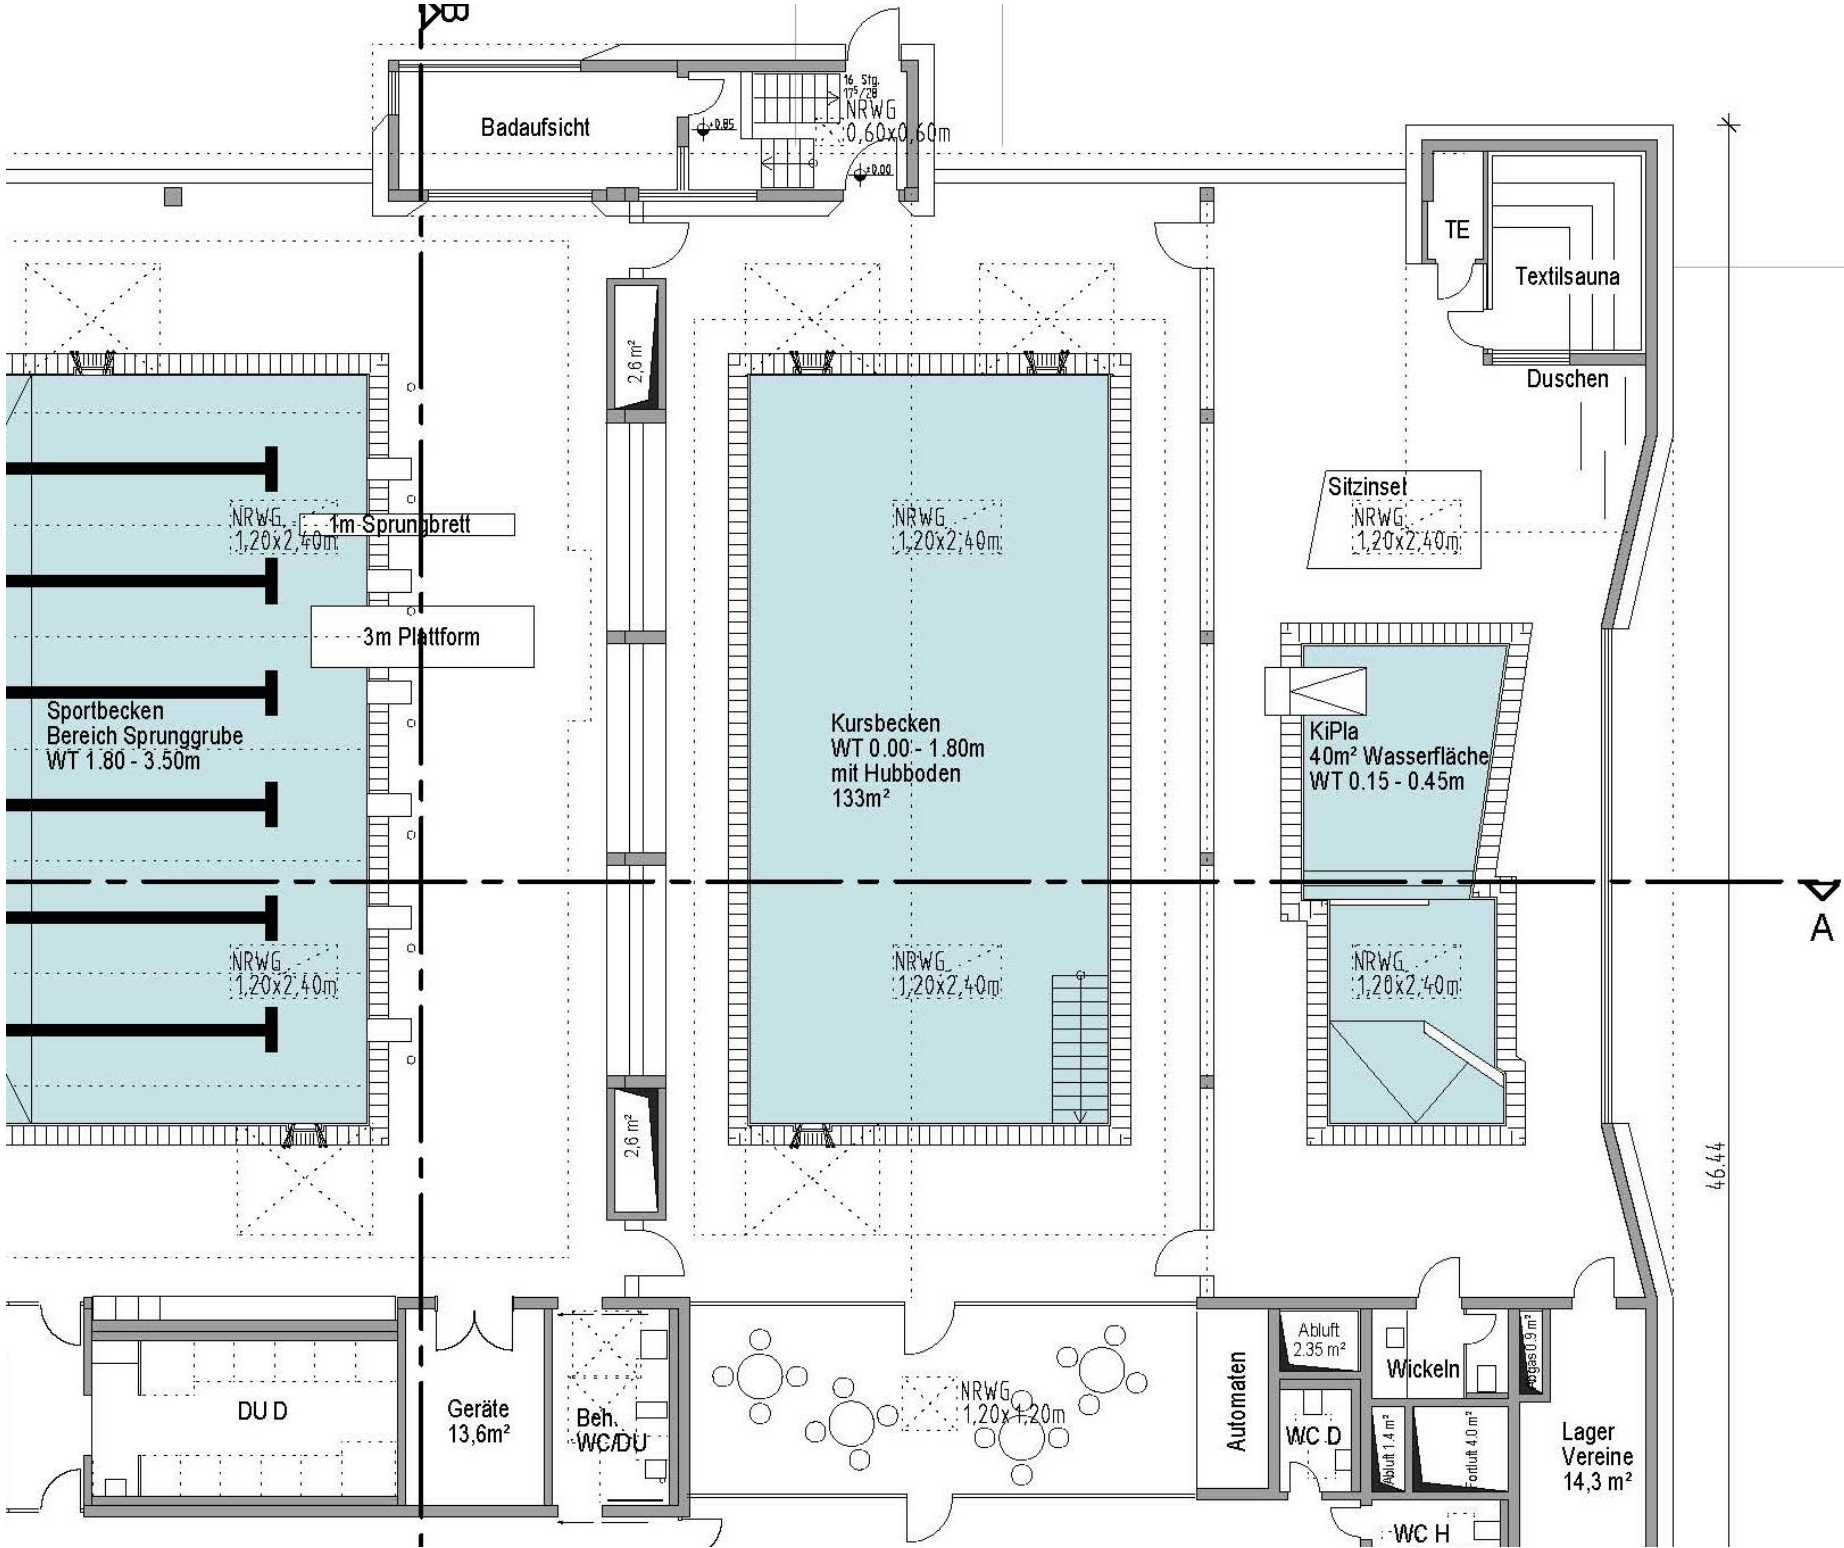 B
16 Stg.
17⁵/28
NRWG
0,60x0,60m
Badaufsicht
+0.85
±0.00
TE
Textilsauna
Duschen
2,6 m²
Sitzinsel
NRWG
1,20x2,40m
NRWG
1,20x2,40m
1m Sprungbrett
NRWG
1,20x2,40m
3m Plattform
Sportbecken
Bereich Sprunggrube
WT 1.80 - 3.50m
Kursbecken
WT 0.00 - 1.80m
mit Hubboden
133m²
KiPla
40m² Wasserfläche
WT 0.15 - 0.45m
A
NRWG
1,20x2,40m
NRWG
1,20x2,40m
NRWG
1,20x2,40m
2,6 m²
46.44
DU D
Geräte
13,6m²
Beh.
WC/DU
NRWG
1,20x1,20m
Automaten
Abluft
2.35 m²
Wickeln
Abgas 0.9 m²
WC D
Abluft 1.4 m²
Fortluft 4.0 m²
Lager
Vereine
14,3 m²
WC H